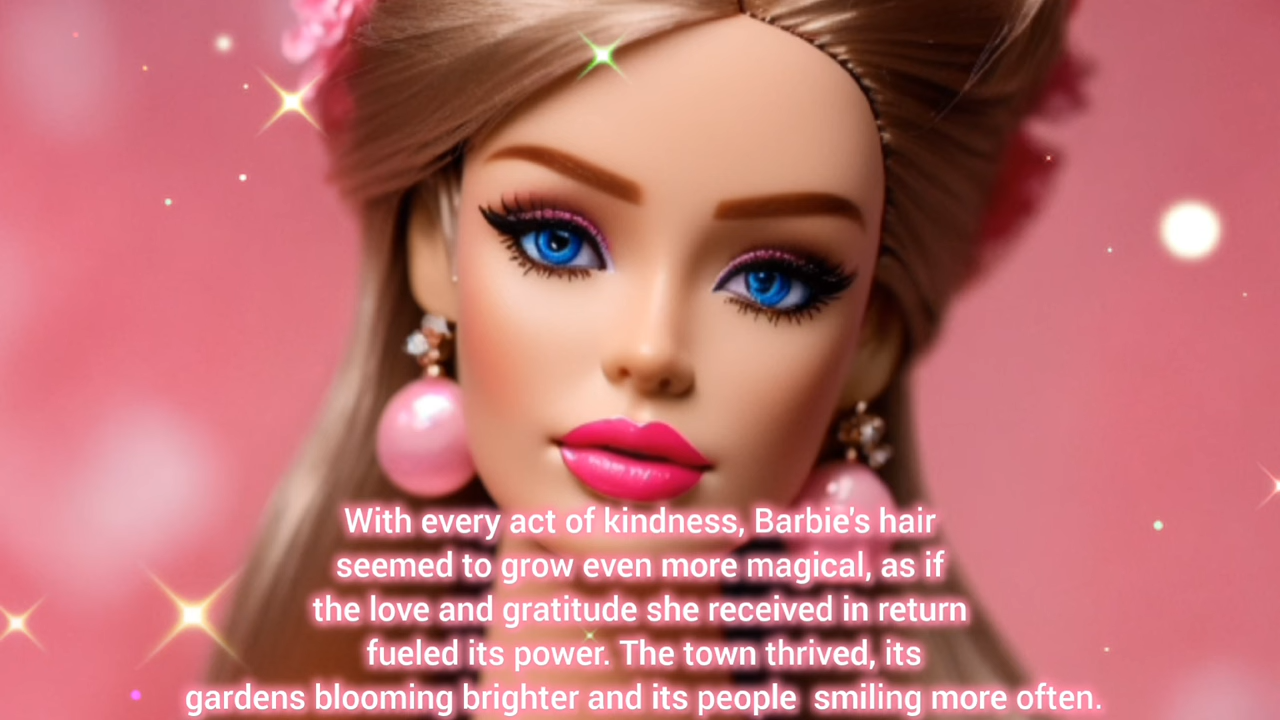 With every act of kindness, Barbie's hair
seemed to grow even more magical, as if
the love and gratitude she received in return
fueled its power. The town thrived, its
gardens blooming brighter and its people  smiling more often.